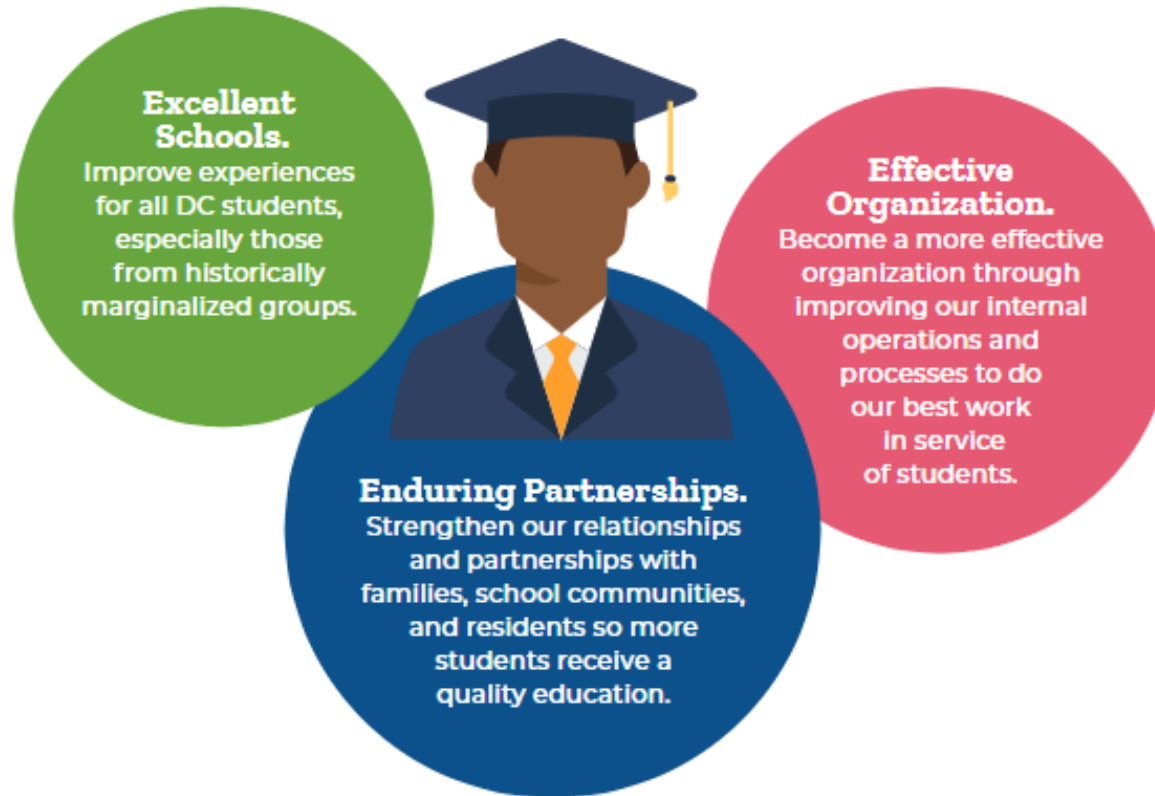 Excellent
Schools.
Improve experiences
for all DC students,
especially those
from historically
marginalized groups.
Enduring Partnerships.
Strengthen our relationships
and partnerships with
families, school communities,
and residents so more
students receive a
quality education.
Effective
Organization.
Become a more effective
organization through
improving our internal
operations and
processes to do
our best work
in service
of students.